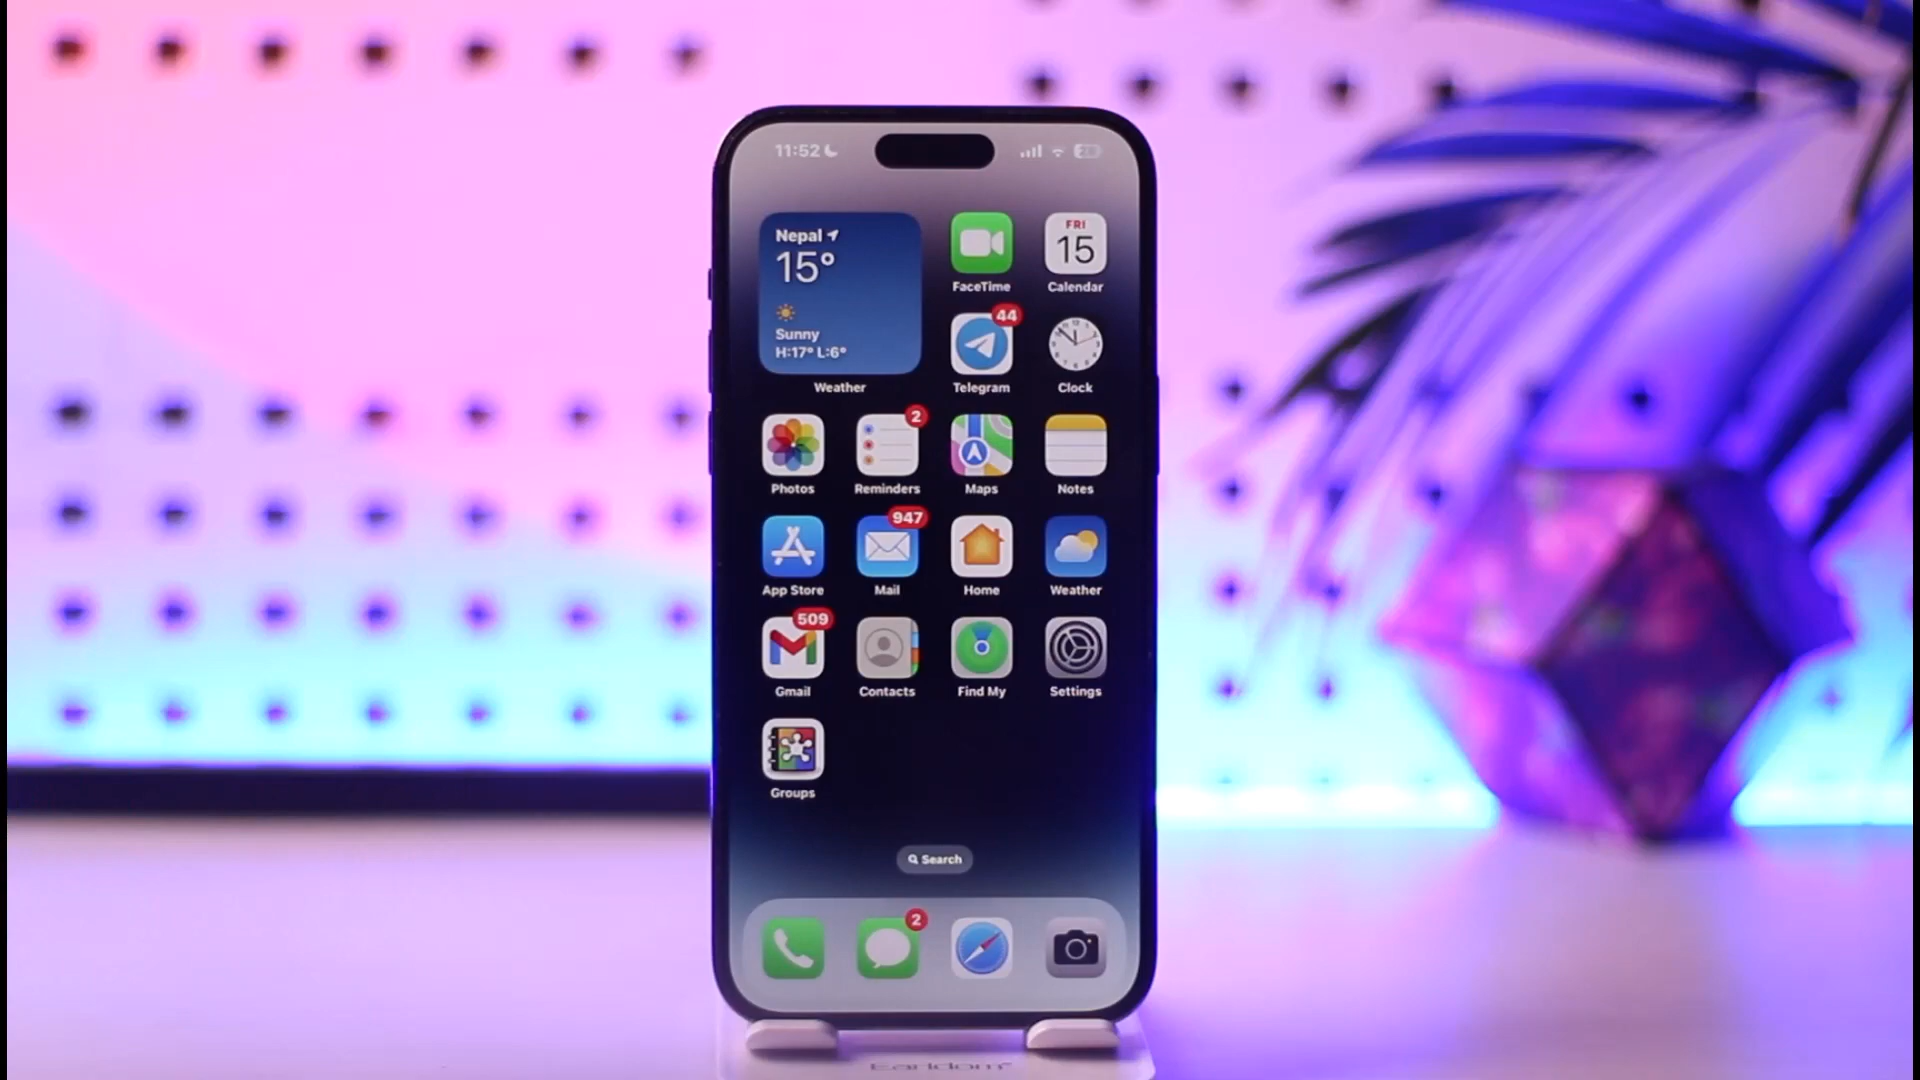 11:52
Nepal
15°
Sunny
H:17° L:6°
Weather
FaceTime
FRI
15
Calendar
44
Telegram
Clock
Photos
2
Reminders
Maps
Notes
App Store
947
Mail
Home
Weather
509
Gmail
Contacts
Find My
Settings
Groups
Search
2
Earldom